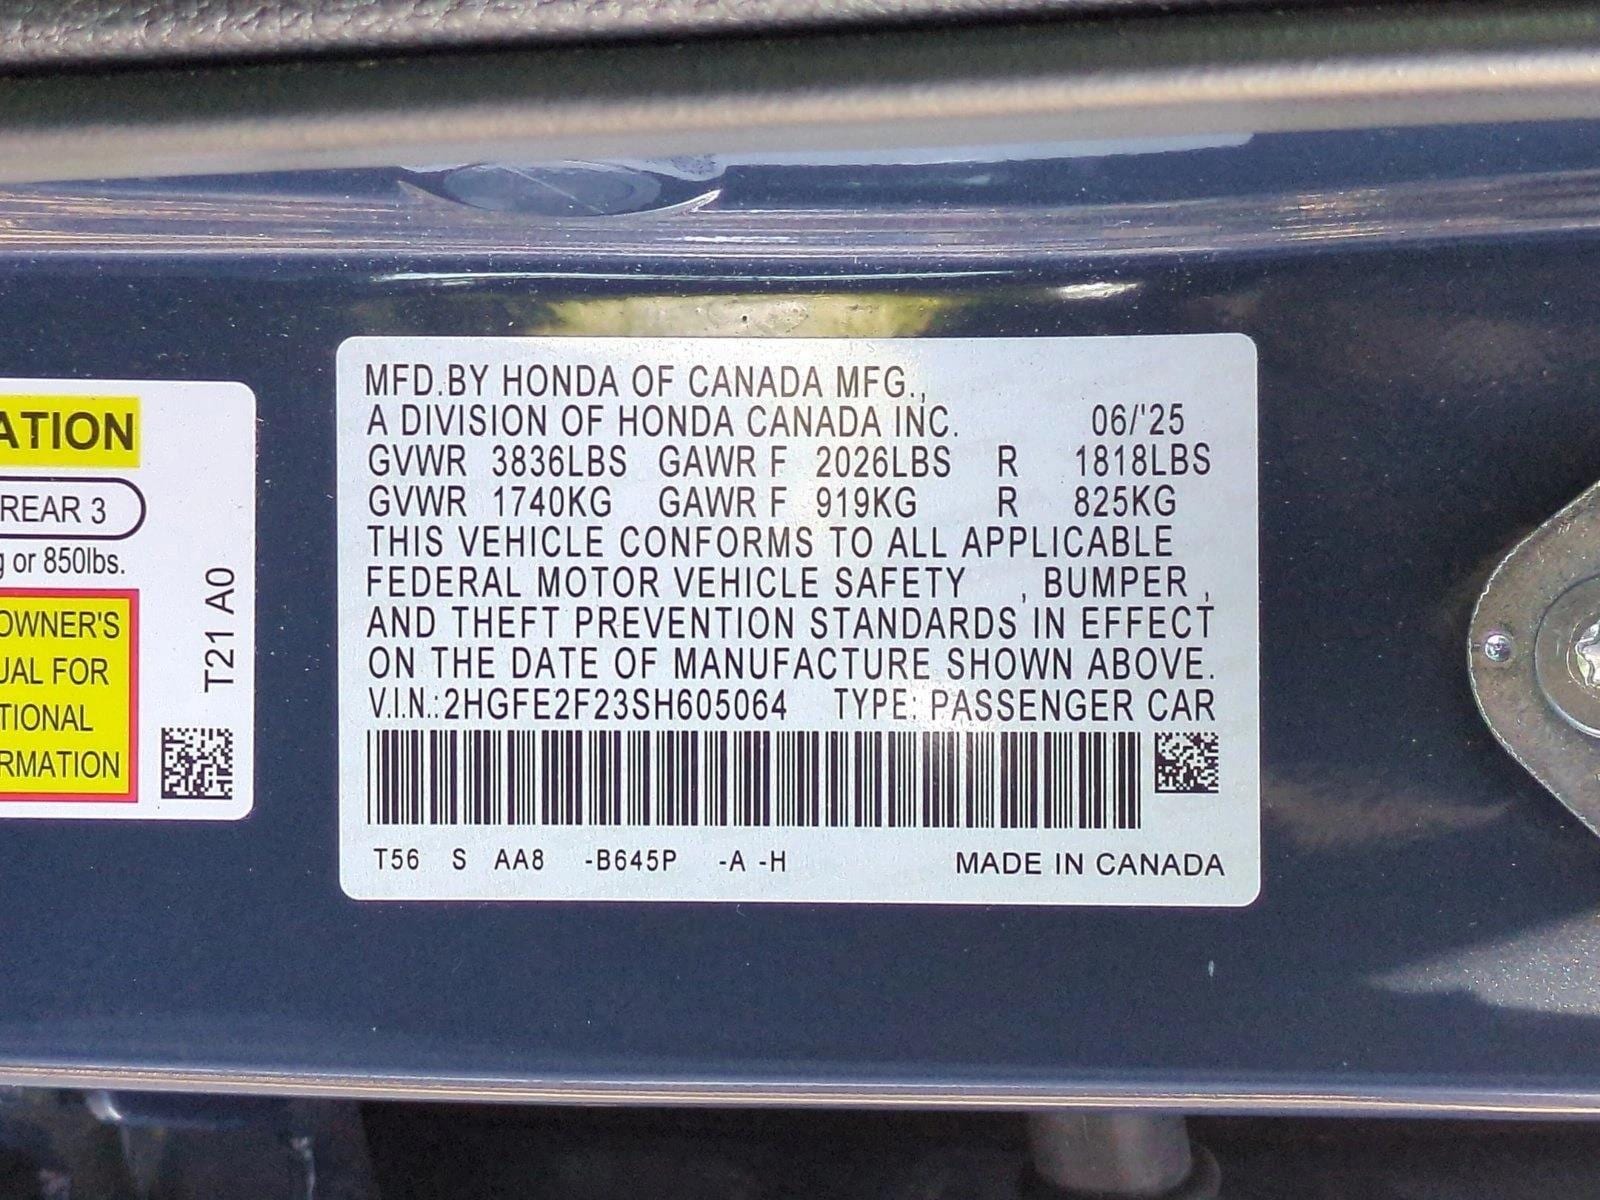 MFD.BY HONDA OF CANADA MFG.,
A DIVISION OF HONDA CANADA INC. 06/'25
GVWR 3836LBS GAWR F 2026LBS R 1818LBS
GVWR 1740KG GAWR F 919KG R 825KG
THIS VEHICLE CONFORMS TO ALL APPLICABLE
FEDERAL MOTOR VEHICLE SAFETY , BUMPER ,
AND THEFT PREVENTION STANDARDS IN EFFECT
ON THE DATE OF MANUFACTURE SHOWN ABOVE.
V.I.N.:2HGFE2F23SH605064 TYPE: PASSENGER CAR
T56 S AA8 -B645P -A -H MADE IN CANADA
ATION
REAR 3
g or 850lbs.
OWNER'S
UAL FOR
TIONAL
RMATION
T21 A0